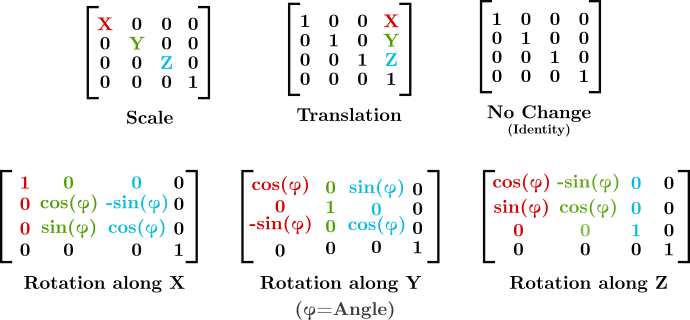 X 0 0 0
0 Y 0 0
0 0 Z 0
0 0 0 1
Scale
1 0 0 X
0 1 0 Y
0 0 1 Z
0 0 0 1
Translation
1 0 0 0
0 1 0 0
0 0 1 0
0 0 0 1
No Change
(Identity)
1 0 0 0
0 cos(φ) -sin(φ) 0
0 sin(φ) cos(φ) 0
0 0 0 1
Rotation along X
cos(φ) 0 sin(φ) 0
0 1 0 0
-sin(φ) 0 cos(φ) 0
0 0 0 1
Rotation along Y
cos(φ) -sin(φ) 0 0
sin(φ) cos(φ) 0 0
0 0 1 0
0 0 0 1
Rotation along Z
(φ=Angle)